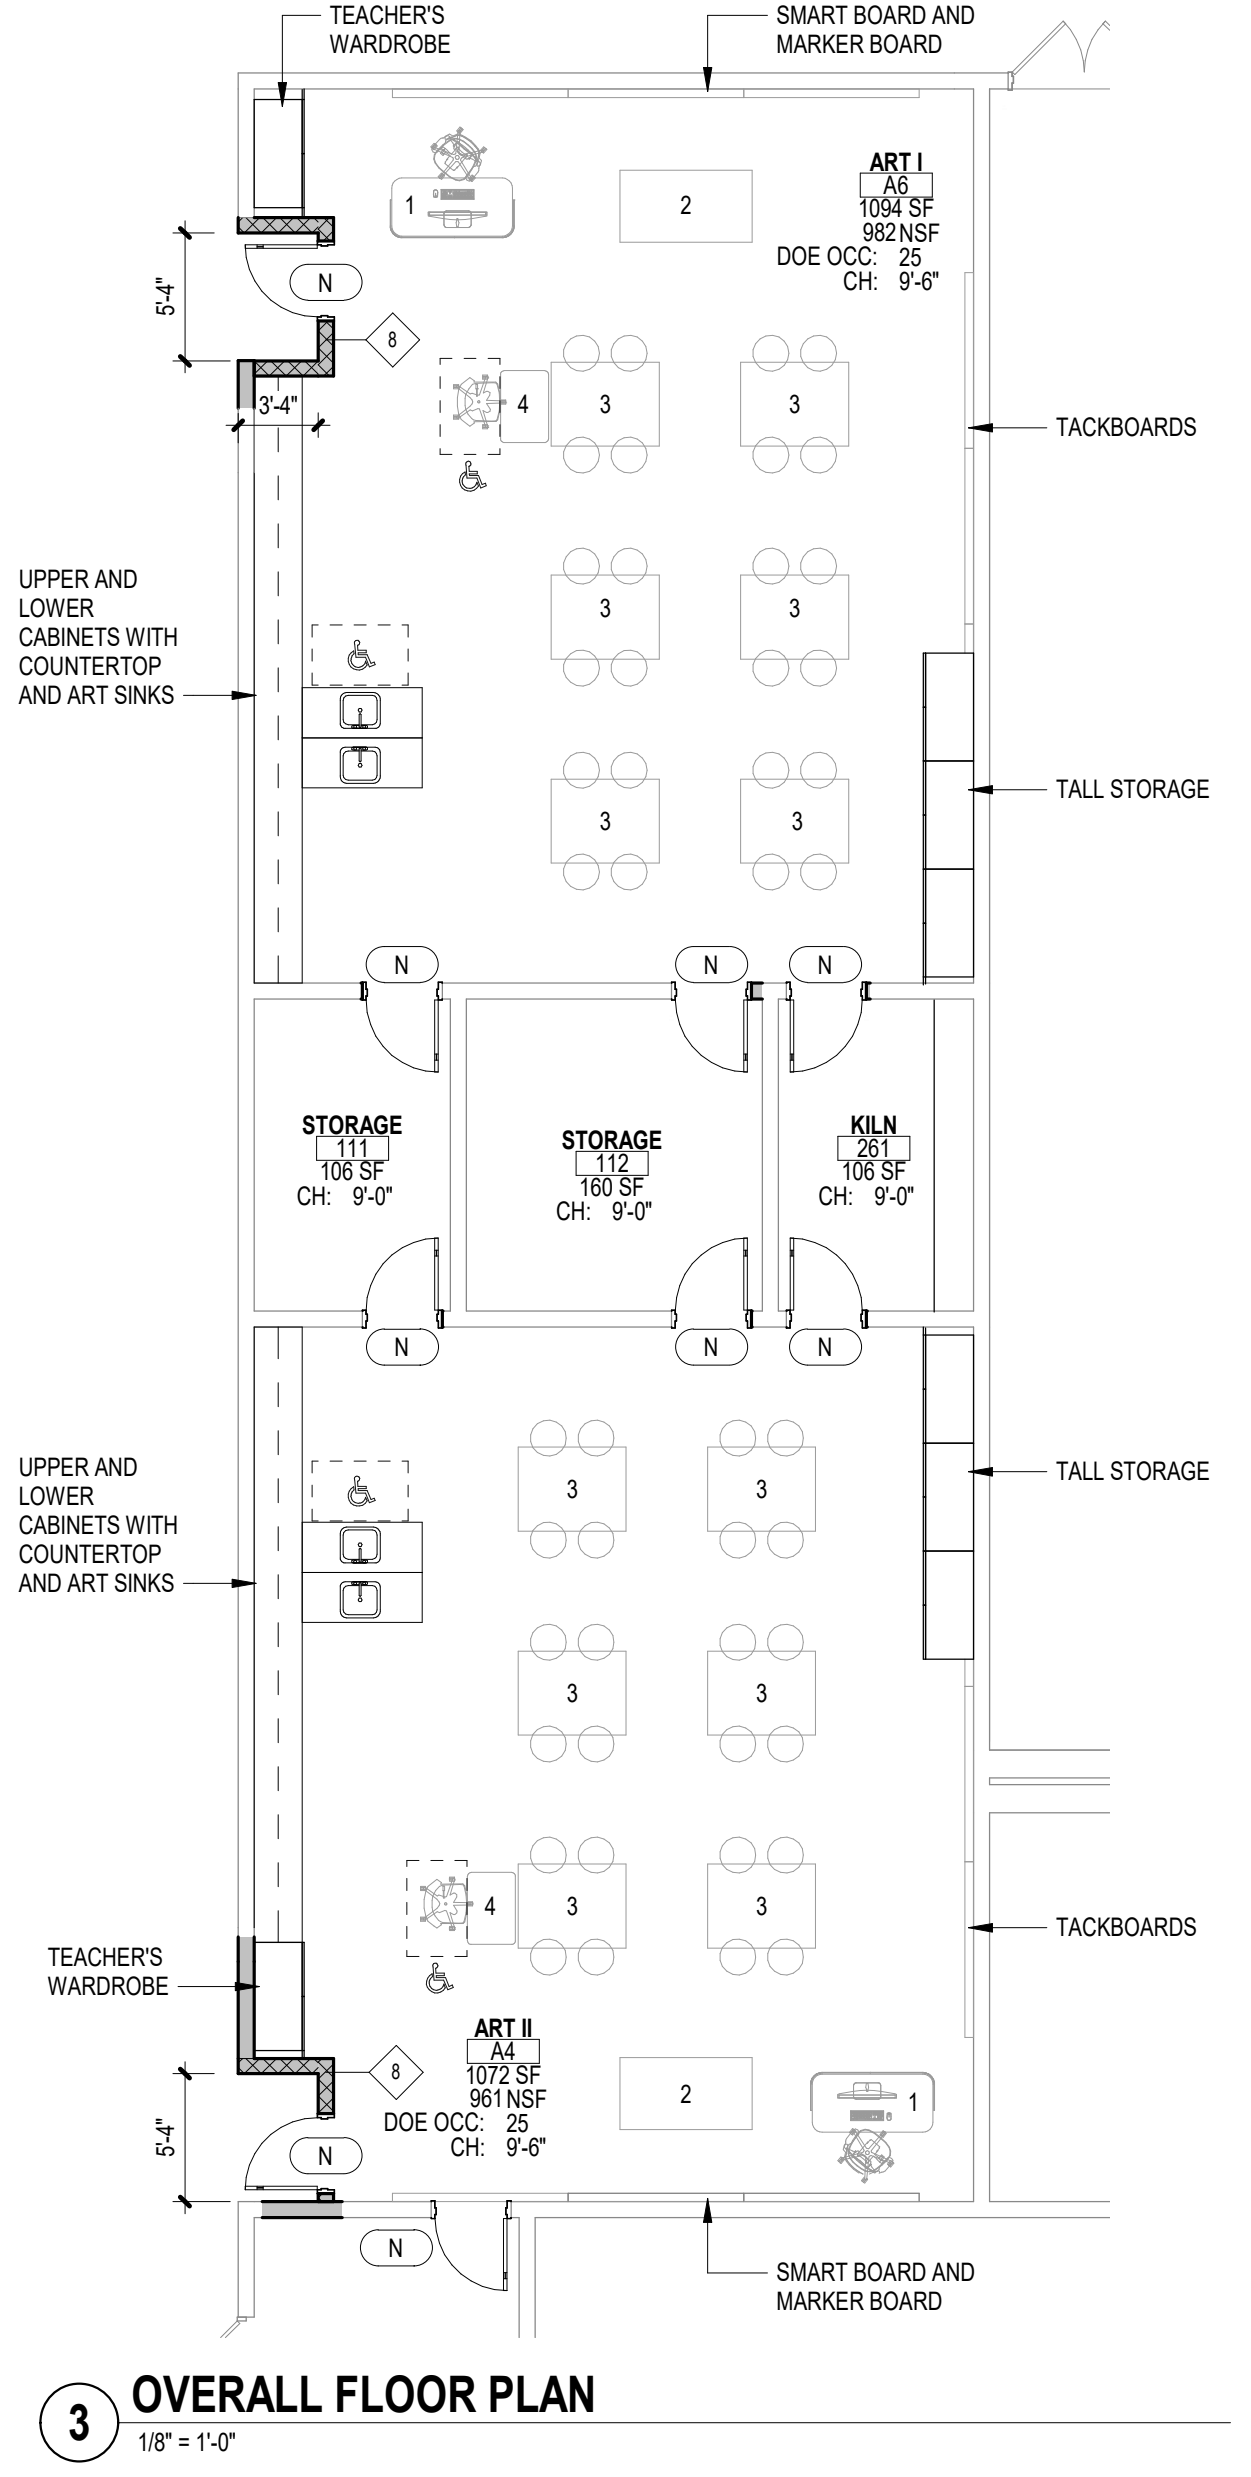 TEACHER'S
WARDROBE
SMART BOARD AND
MARKER BOARD
1
2
ART I
A6
1094 SF
982 NSF
DOE OCC: 25
CH: 9'-6"
5'-4"
N
8
3'-4"
4
3
3
TACKBOARDS
UPPER AND
LOWER
CABINETS WITH
COUNTERTOP
AND ART SINKS
3
3
TALL STORAGE
3
3
N
N
N
STORAGE
111
106 SF
CH: 9'-0"
STORAGE
112
160 SF
CH: 9'-0"
KILN
261
106 SF
CH: 9'-0"
N
N
N
UPPER AND
LOWER
CABINETS WITH
COUNTERTOP
AND ART SINKS
3
3
TALL STORAGE
3
3
4
3
3
TACKBOARDS
TEACHER'S
WARDROBE
ART II
A4
1072 SF
961 NSF
DOE OCC: 25
CH: 9'-6"
8
2
1
5'-4"
N
N
SMART BOARD AND
MARKER BOARD
3
OVERALL FLOOR PLAN
1/8" = 1'-0"